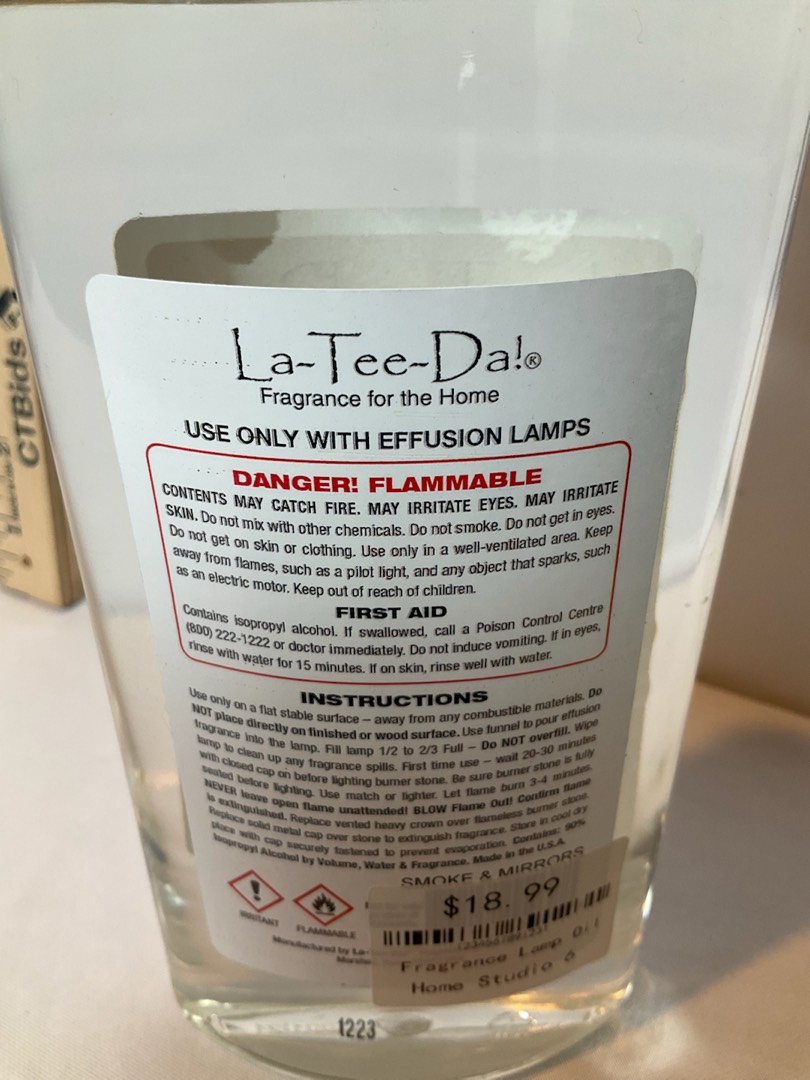 La-Tee-Da!®
Fragrance for the Home
USE ONLY WITH EFFUSION LAMPS
DANGER! FLAMMABLE
CONTENTS MAY CATCH FIRE. MAY IRRITATE EYES. MAY IRRITATE
SKIN. Do not mix with other chemicals. Do not smoke. Do not get in eyes.
Do not get on skin or clothing. Use only in a well-ventilated area. Keep
away from flames, such as a pilot light, and any object that sparks, such
as an electric motor. Keep out of reach of children.
FIRST AID
Contains isopropyl alcohol. If swallowed, call a Poison Control Centre
(800) 222-1222 or doctor immediately. Do not induce vomiting. If in eyes,
rinse with water for 15 minutes. If on skin, rinse well with water.
INSTRUCTIONS
Use only on a flat stable surface – away from any combustible materials. Do
NOT place directly on finished or wood surface. Use funnel to pour effusion
fragrance into the lamp. Fill lamp 1/2 to 2/3 Full – Do NOT overfill. Wipe
lamp to clean up any fragrance spills. First time use – wait 20-30 minutes
with closed cap on before lighting burner stone. Be sure burner stone is fully
seated before lighting. Use match or lighter. Let flame burn 3-4 minutes.
NEVER leave open flame unattended! BLOW Flame Out! Confirm flame
is extinguished. Replace vented heavy crown over flameless burner stone.
Replace solid metal cap over stone to extinguish fragrance. Store in cool dry
place with cap securely fastened to prevent evaporation. Contains: 90%
Isopropyl Alcohol by Volume, Water & Fragrance. Made in the U.S.A.
SMOKE & MIRRORS
$18.99
IRRITANT
FLAMMABLE
Manufactured by La-
Fragrance Lamp Oil
Home Studio 6
1223
CTBids